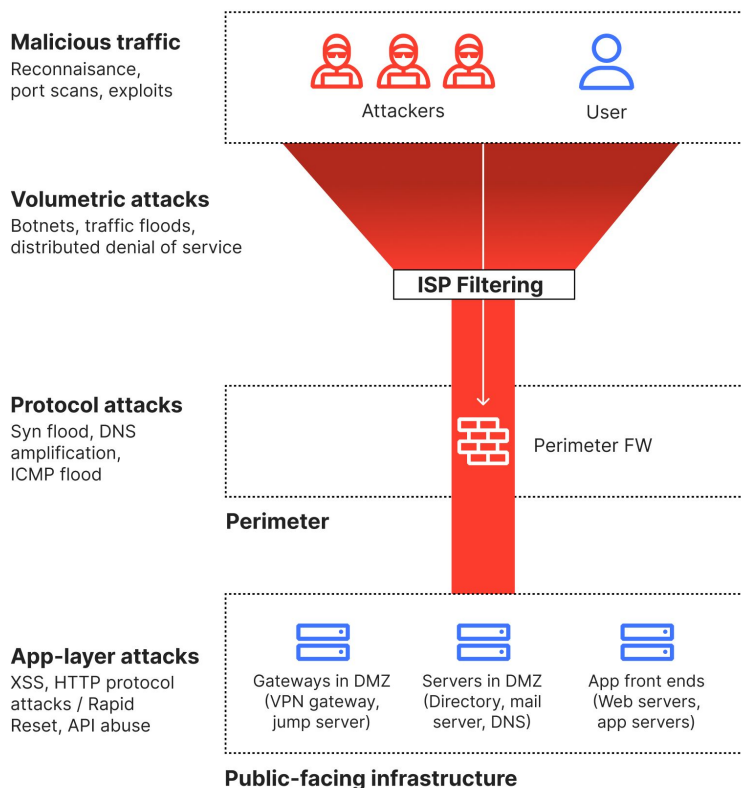 Malicious traffic
Reconnaisance,
port scans, exploits
Attackers
User
Volumetric attacks
Botnets, traffic floods,
distributed denial of service
ISP Filtering
Protocol attacks
Syn flood, DNS
amplification,
ICMP flood
Perimeter FW
Perimeter
App-layer attacks
XSS, HTTP protocol
attacks / Rapid
Reset, API abuse
Gateways in DMZ
(VPN gateway,
jump server)
Servers in DMZ
(Directory, mail
server, DNS)
App front ends
(Web servers,
app servers)
Public-facing infrastructure